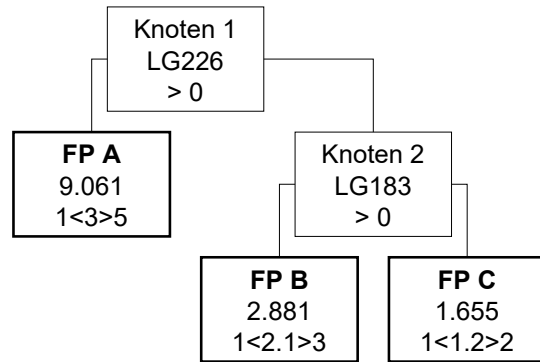 Knoten 1
LG226
> 0
FP A
9.061
1<3>5
Knoten 2
LG183
> 0
FP B
2.881
1<2.1>3
FP C
1.655
1<1.2>2